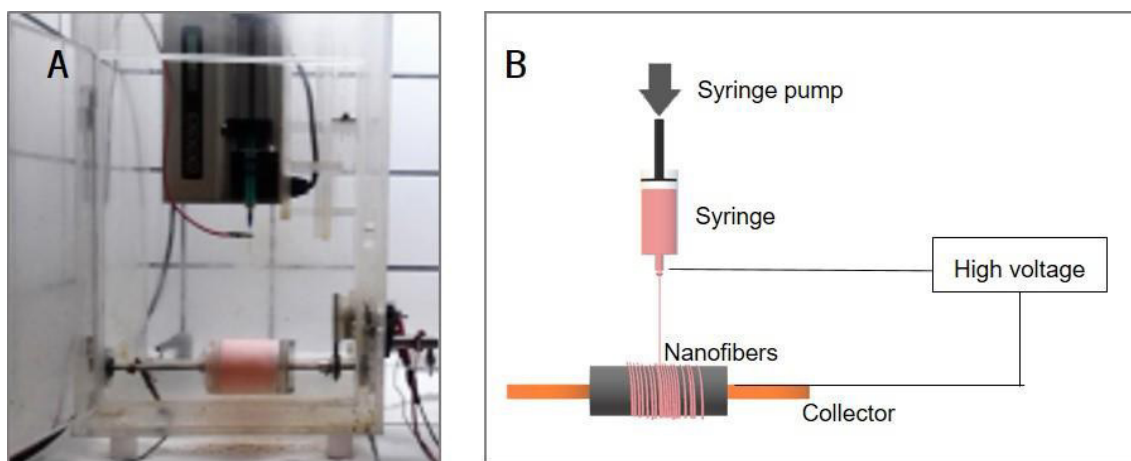 A
B
Syringe pump
Syringe
High voltage
Nanofibers
Collector